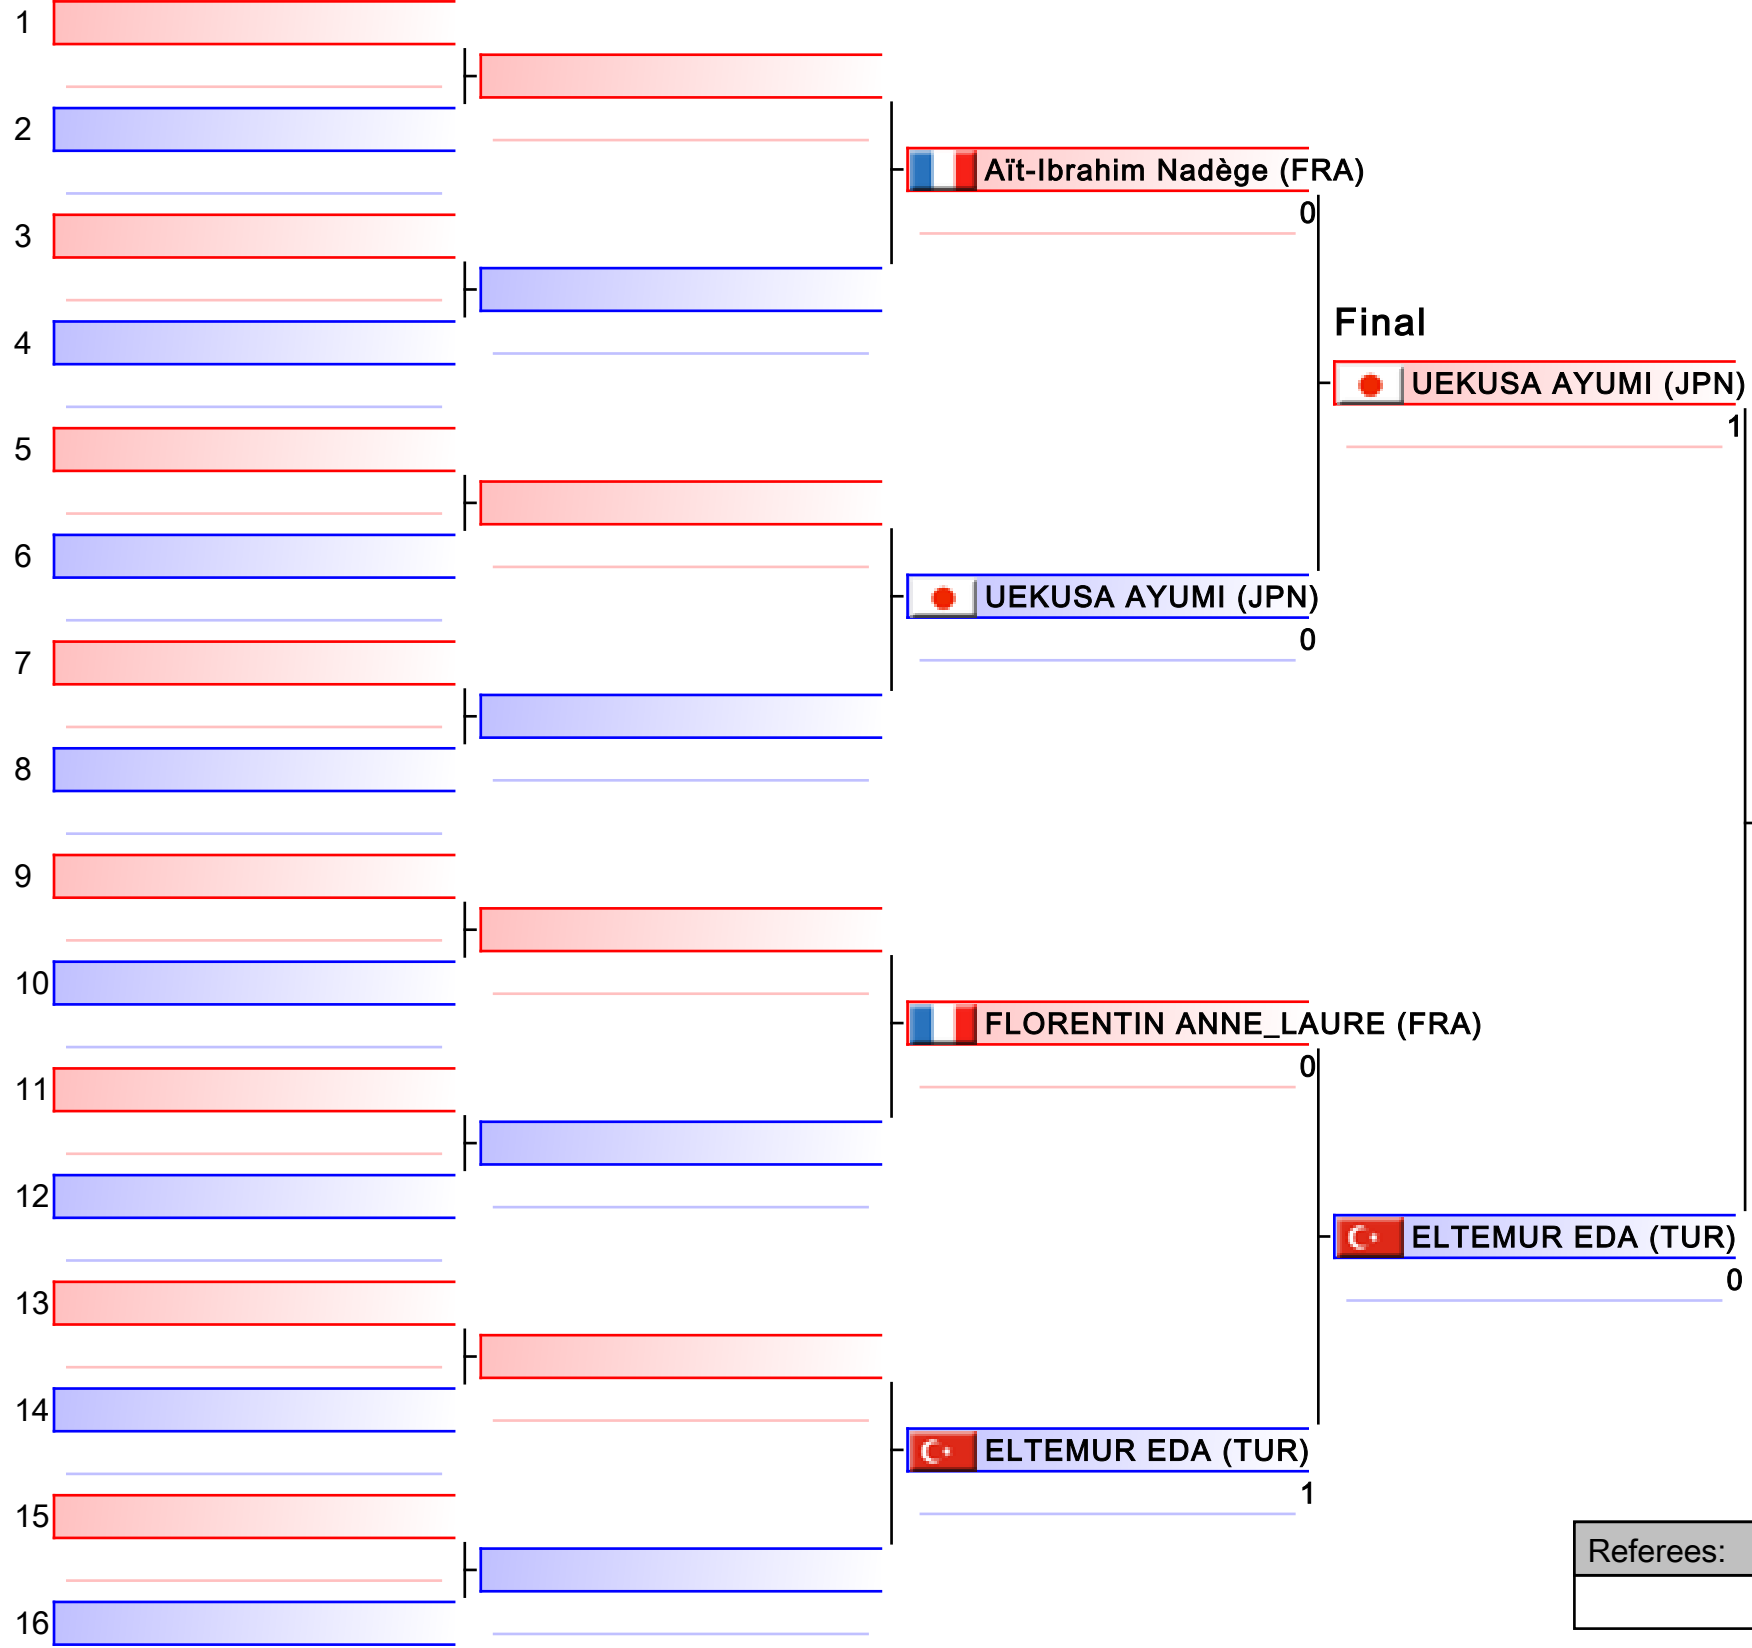 1
2
Aït-Ibrahim Nadège (FRA)
0
3
Final
4
UEKUSA AYUMI (JPN)
1
5
6
UEKUSA AYUMI (JPN)
0
7
8
9
10
FLORENTIN ANNE_LAURE (FRA)
0
11
12
ELTEMUR EDA (TUR)
0
13
14
ELTEMUR EDA (TUR)
1
15
Referees:
16